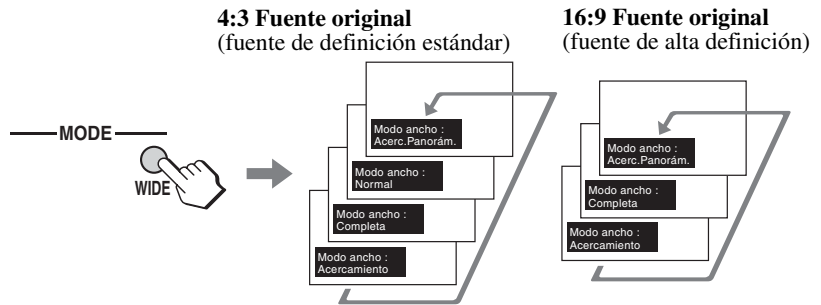 4:3 Fuente original
(fuente de definición estándar)
16:9 Fuente original
(fuente de alta definición)
MODE
WIDE
Modo ancho :
Acerc.Panorám.
Modo ancho :
Normal
Modo ancho :
Completa
Modo ancho :
Acercamiento
Modo ancho :
Acerc.Panorám.
Modo ancho :
Completa
Modo ancho :
Acercamiento